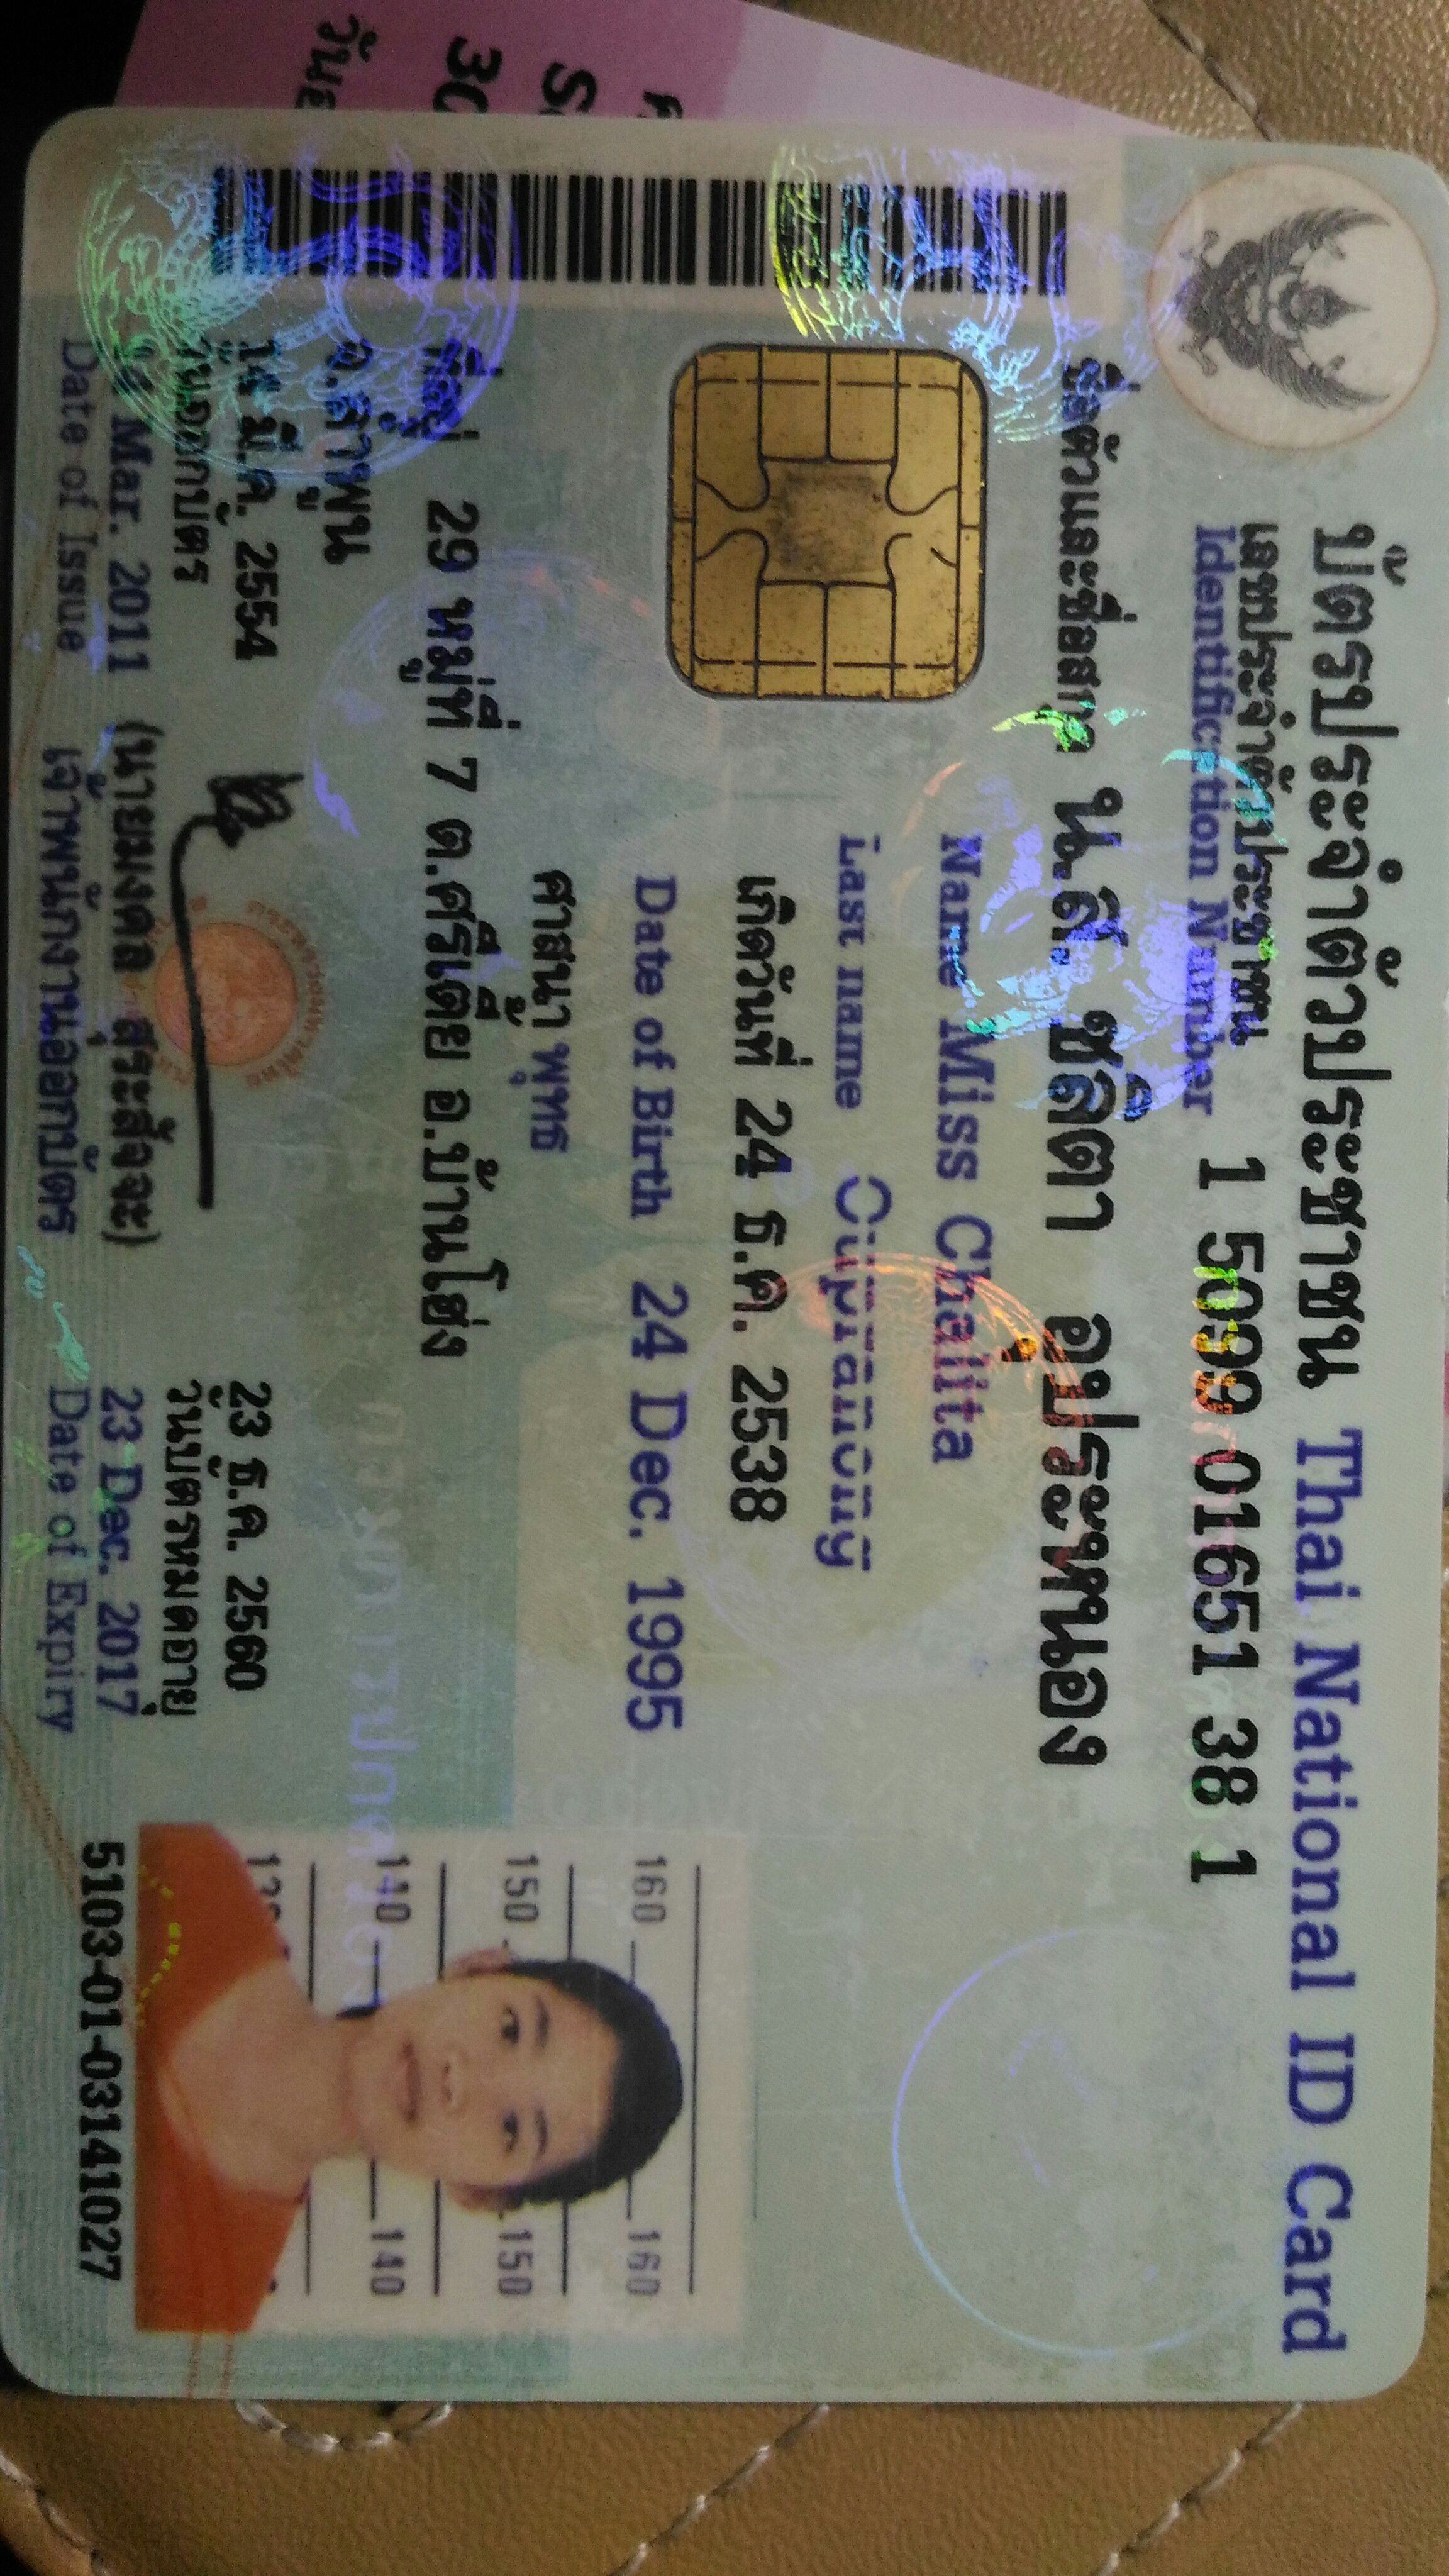 บัตรประจำตัวประชาชน Thai National ID Card
เลขประจำตัวประชาชน
Identification Number
1 5099 01651 38 1
ชื่อตัวและชื่อสกุล น.ส. ชลิตา
Name Miss Chalita
Last name
เกิดวันที่ 24 ธ.ค. 2538
Date of Birth 24 Dec. 1995
ศาสนา พุทธ
ที่อยู่ 29 หมู่ที่ 7 ต.ศรีเตี้ย อ.บ้านโฮ่ง
จ.ลำพูน
14 มี.ค. 2554
วันออกบัตร
Mar. 2011
Date of Issue
(นายมงคล สุระสัจจะ)
เจ้าพนักงานออกบัตร
23 ธ.ค. 2560
วันบัตรหมดอายุ
23 Dec. 2017
Date of Expiry
160 160
150 150
140 140
5103-01-03141027